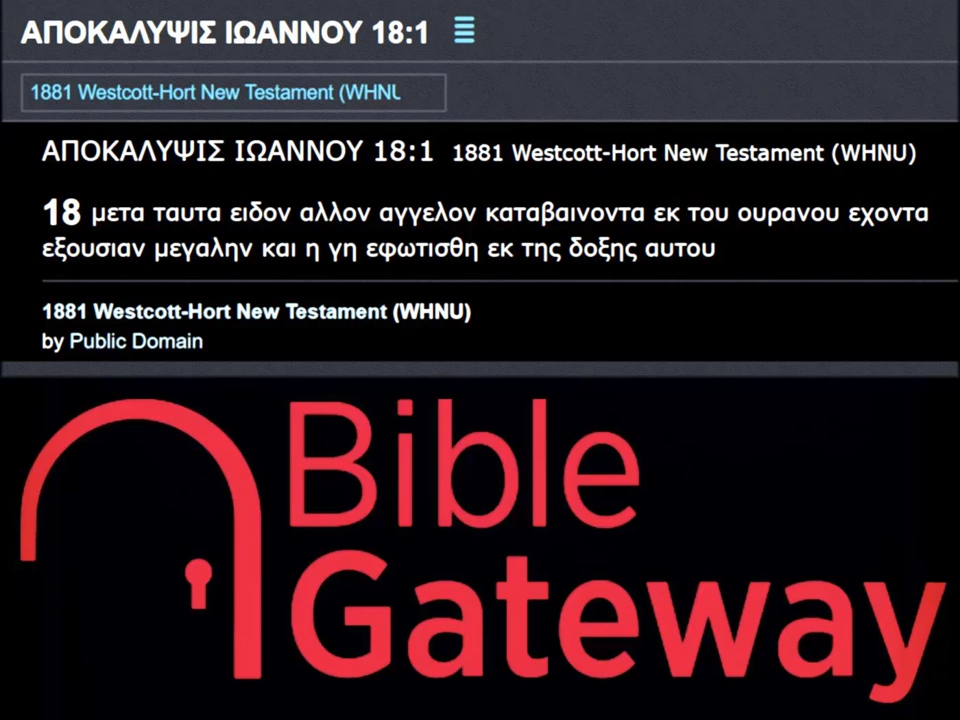 ΑΠΟΚΑΛΥΨΙΣ ΙΩΑΝΝΟΥ 18:1
1881 Westcott-Hort New Testament (WHNU
ΑΠΟΚΑΛΥΨΙΣ ΙΩΑΝΝΟΥ 18:1 1881 Westcott-Hort New Testament (WHNU)
18 μετα ταυτα ειδον αλλον αγγελον καταβαινοντα εκ του ουρανου εχοντα
εξουσιαν μεγαλην και η γη εφωτισθη εκ της δοξης αυτου
1881 Westcott-Hort New Testament (WHNU)
by Public Domain
Bible
Gateway